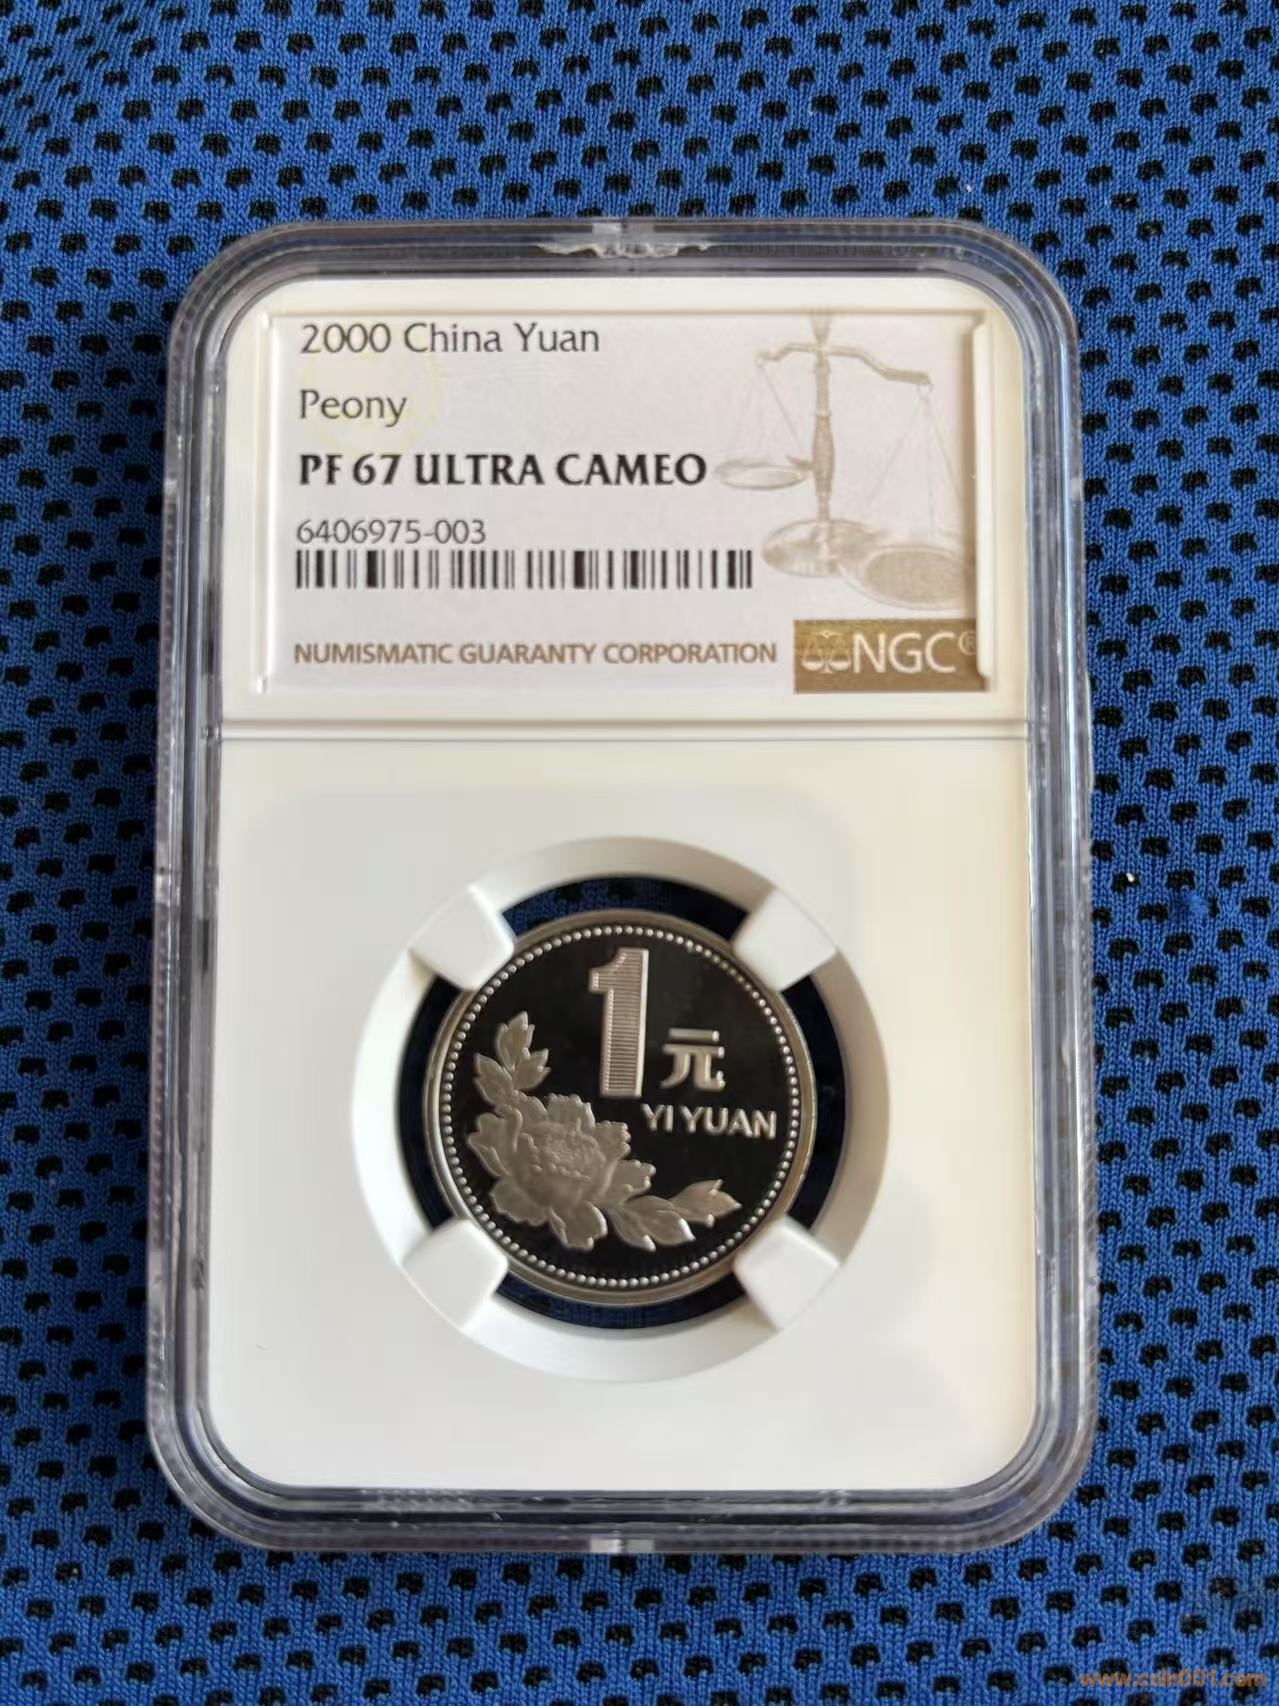 2000 China Yuan
Peony
PF 67 ULTRA CAMEO
6406975-003
NUMISMATIC GUARANTY CORPORATION
NGC®
1
元
YI YUAN
www.coin001.com